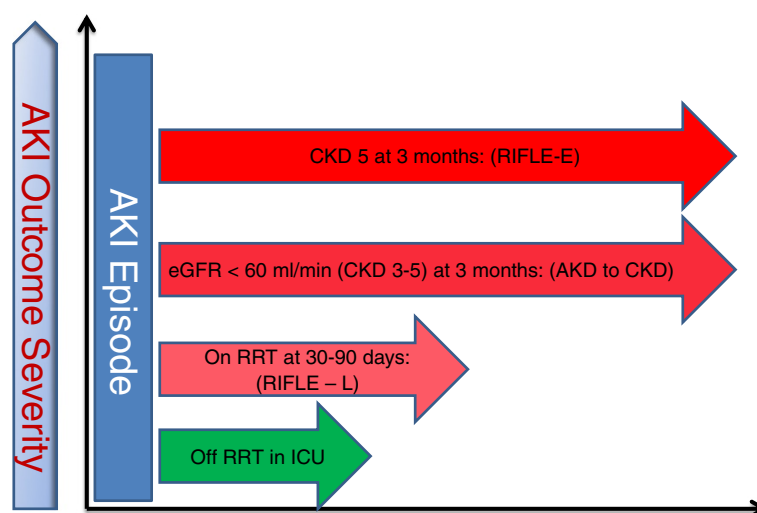 AKI Outcome Severity
AKI Episode
CKD 5 at 3 months: (RIFLE-E)
eGFR < 60 ml/min (CKD 3-5) at 3 months: (AKD to CKD)
On RRT at 30-90 days:
(RIFLE – L)
Off RRT in ICU